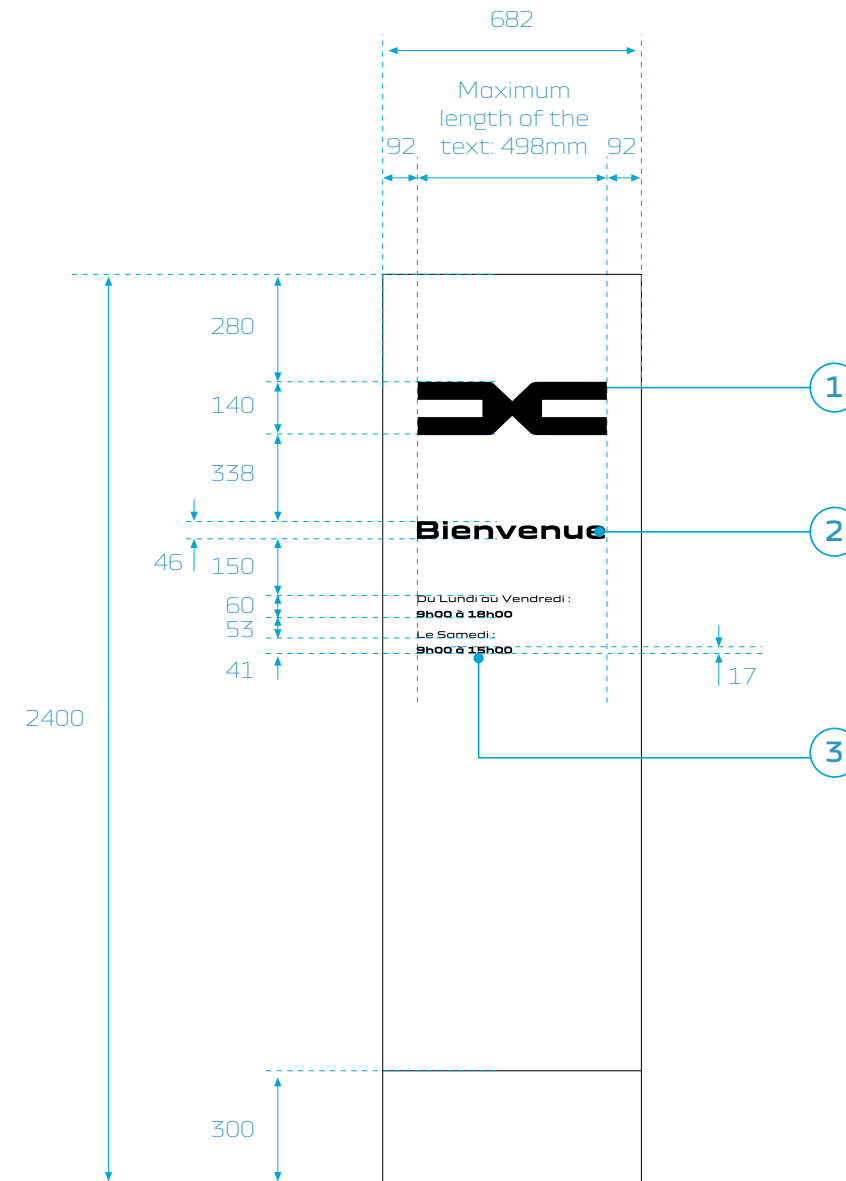 682
Maximum
length of the
92 text: 498mm 92
280
1
140
338
Bienvenue
2
46
150
Du Lundi au Vendredi :
60
9h00 à 18h00
53
Le Samedi :
9h00 à 15h00
41
17
2400
3
300